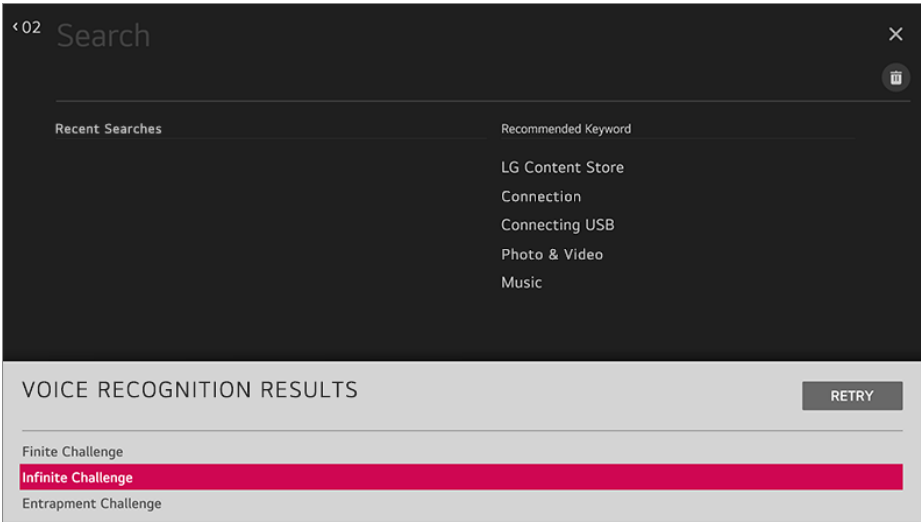 ‹02
Search
Recent Searches
Recommended Keyword
LG Content Store
Connection
Connecting USB
Photo & Video
Music
VOICE RECOGNITION RESULTS
RETRY
Finite Challenge
Infinite Challenge
Entrapment Challenge